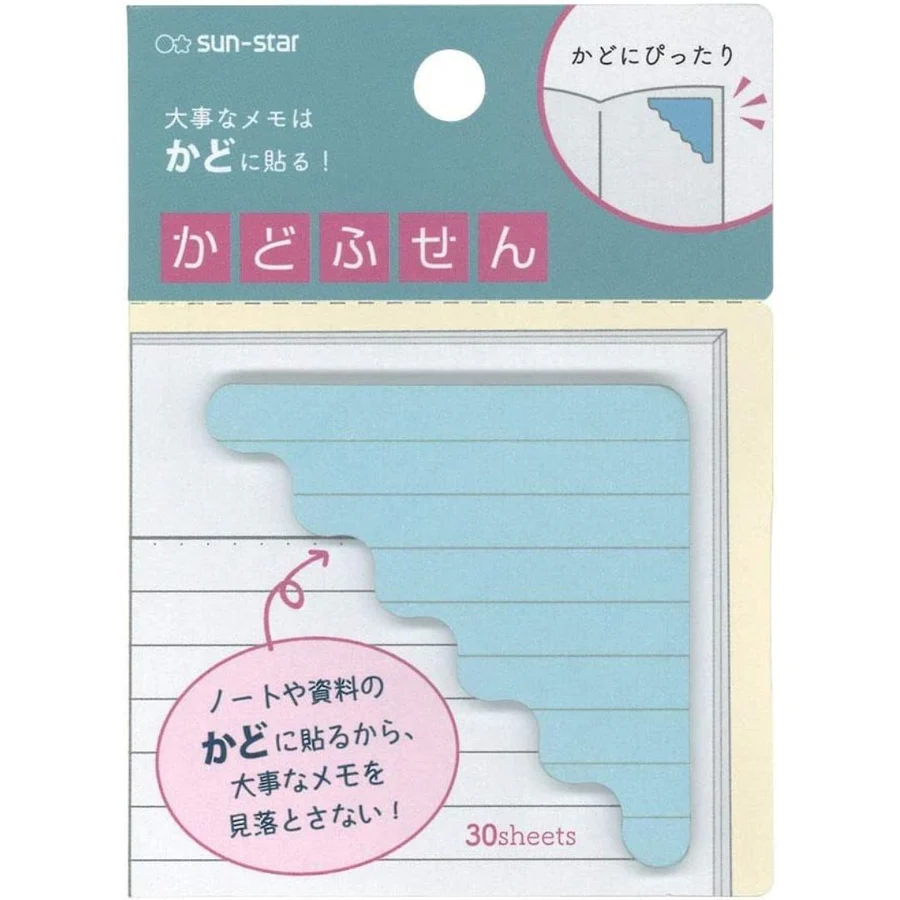 sun-star
かどにぴったり
大事なメモは
かどに貼る！
かどふせん
ノートや資料の
かどに貼るから、
大事なメモを
見落とさない！
30sheets